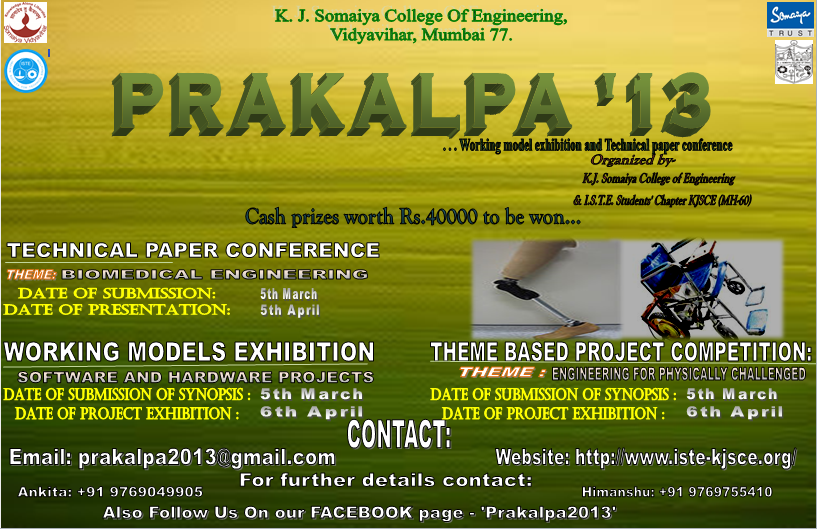 K. J. Somaiya College Of Engineering,
Vidyavihar, Mumbai 77.
Somaiya
TRUST
ISTE
Somaiya Vidyavihar
PRAKALPA '13
...Working model exhibition and Technical paper conference
Organized by-
K.J. Somaiya College of Engineering
& I.S.T.E. Students' Chapter KJSCE (MH-60)
Cash prizes worth Rs.40000 to be won...
TECHNICAL PAPER CONFERENCE
THEME: BIOMEDICAL ENGINEERING
DATE OF SUBMISSION: 5th March
DATE OF PRESENTATION: 5th April
WORKING MODELS EXHIBITION
SOFTWARE AND HARDWARE PROJECTS
DATE OF SUBMISSION OF SYNOPSIS : 5th March
DATE OF PROJECT EXHIBITION : 6th April
THEME BASED PROJECT COMPETITION:
THEME : ENGINEERING FOR PHYSICALLY CHALLENGED
DATE OF SUBMISSION OF SYNOPSIS : 5th March
DATE OF PROJECT EXHIBITION : 6th April
CONTACT:
Email: prakalpa2013@gmail.com
Website: http://www.iste-kjsce.org/
For further details contact:
Ankita: +91 9769049905
Himanshu: +91 9769755410
Also Follow Us On our FACEBOOK page - 'Prakalpa2013'